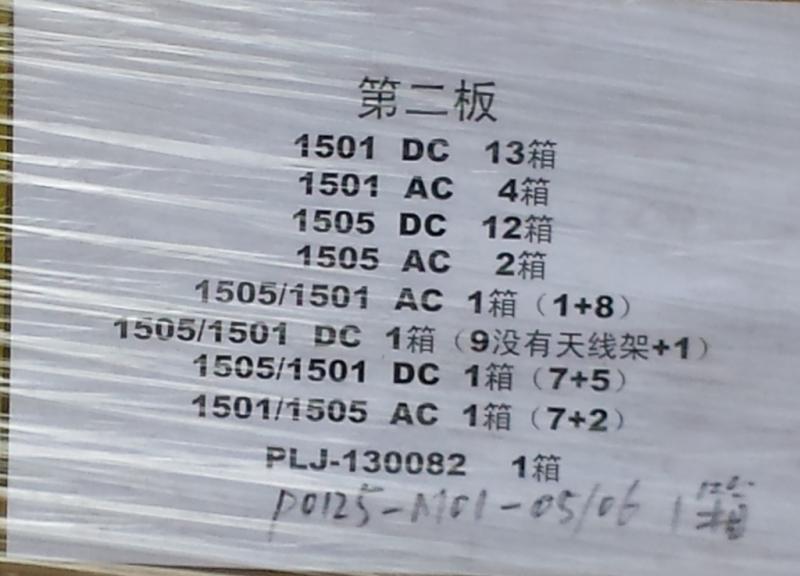 第二板
1501 DC 13箱
1501 AC 4箱
1505 DC 12箱
1505 AC 2箱
1505/1501 AC 1箱（1+8）
1505/1501 DC 1箱（9没有天线架+1）
1505/1501 DC 1箱（7+5）
1501/1505 AC 1箱（7+2）
PLJ-130082 1箱
P0125-M01-05/06 1箱